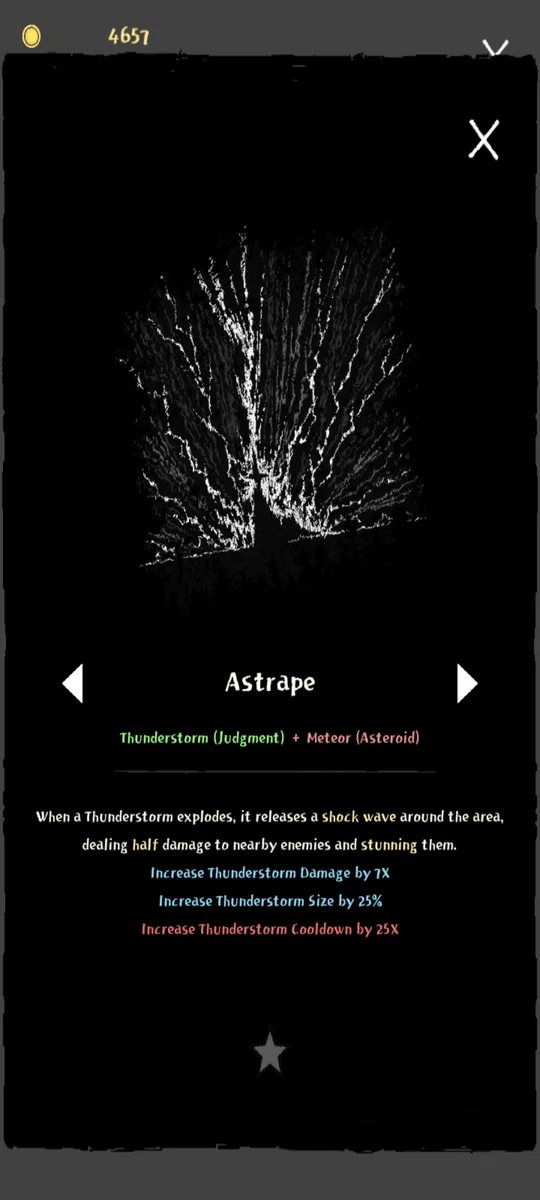 4657
X
Astrape
Thunderstorm (Judgment) + Meteor (Asteroid)
When a Thunderstorm explodes, it releases a shock wave around the area,
dealing half damage to nearby enemies and stunning them.
Increase Thunderstorm Damage by 7X
Increase Thunderstorm Size by 25%
Increase Thunderstorm Cooldown by 25X